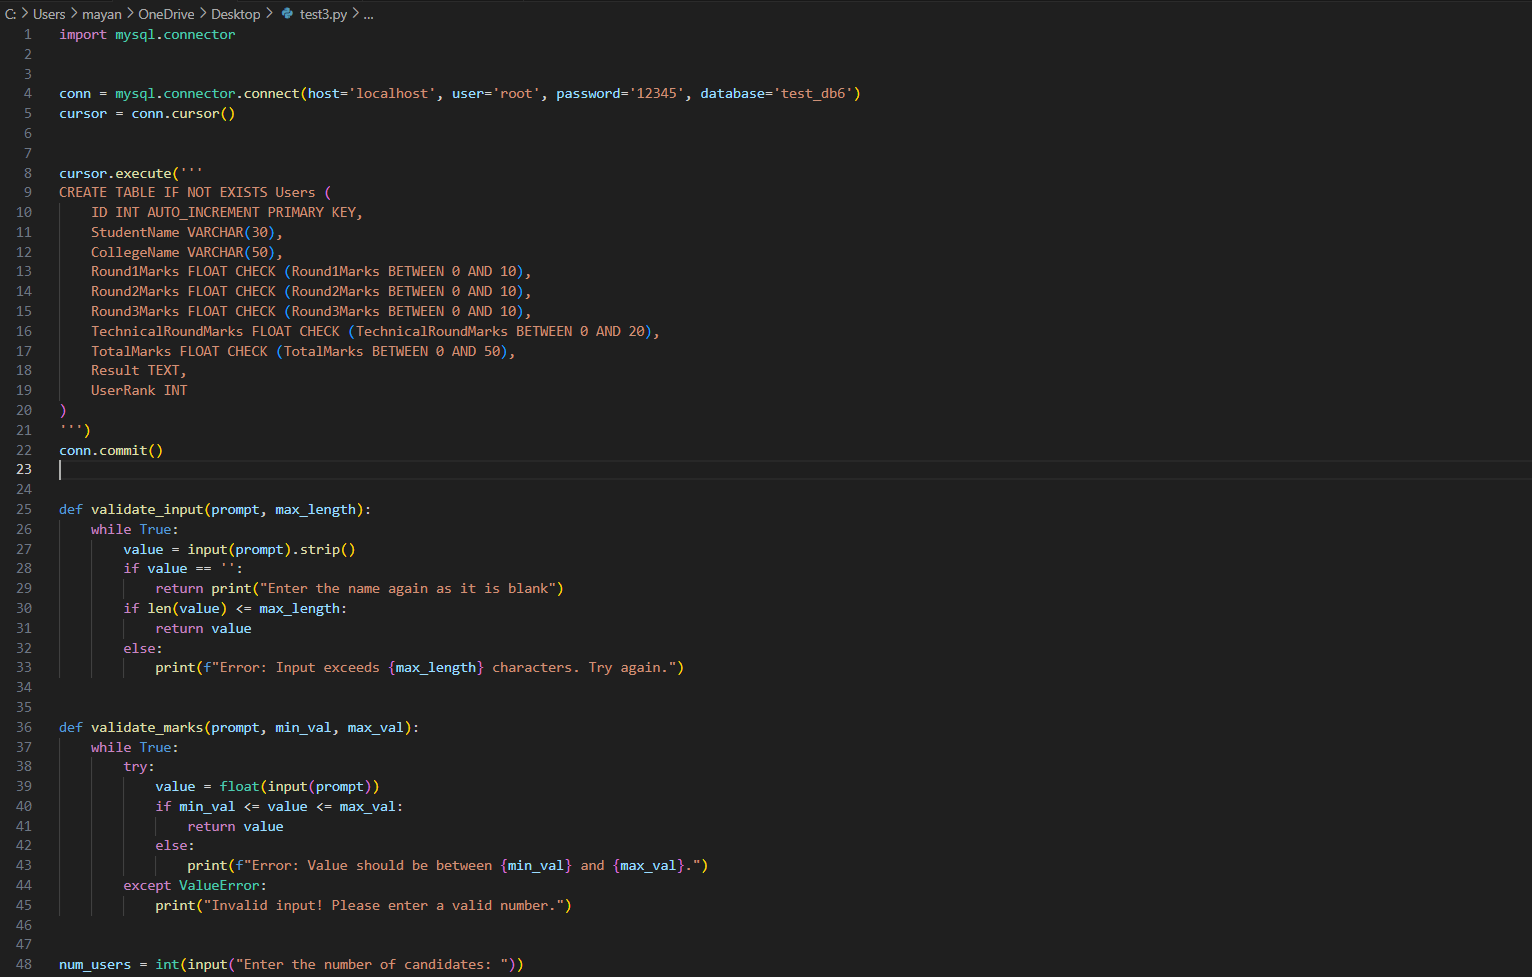 C: > Users > mayan > OneDrive > Desktop > test3.py > ...
1 import mysql.connector
2
3
4 conn = mysql.connector.connect(host='localhost', user='root', password='12345', database='test_db6')
5 cursor = conn.cursor()
6
7
8 cursor.execute('''
9 CREATE TABLE IF NOT EXISTS Users (
10     ID INT AUTO_INCREMENT PRIMARY KEY,
11     StudentName VARCHAR(30),
12     CollegeName VARCHAR(50),
13     Round1Marks FLOAT CHECK (Round1Marks BETWEEN 0 AND 10),
14     Round2Marks FLOAT CHECK (Round2Marks BETWEEN 0 AND 10),
15     Round3Marks FLOAT CHECK (Round3Marks BETWEEN 0 AND 10),
16     TechnicalRoundMarks FLOAT CHECK (TechnicalRoundMarks BETWEEN 0 AND 20),
17     TotalMarks FLOAT CHECK (TotalMarks BETWEEN 0 AND 50),
18     Result TEXT,
19     UserRank INT
20 )
21 ''')
22 conn.commit()
23
24
25 def validate_input(prompt, max_length):
26     while True:
27         value = input(prompt).strip()
28         if value == '':
29             return print("Enter the name again as it is blank")
30         if len(value) <= max_length:
31             return value
32         else:
33             print(f"Error: Input exceeds {max_length} characters. Try again.")
34
35
36 def validate_marks(prompt, min_val, max_val):
37     while True:
38         try:
39             value = float(input(prompt))
40             if min_val <= value <= max_val:
41                 return value
42             else:
43                 print(f"Error: Value should be between {min_val} and {max_val}.")
44         except ValueError:
45             print("Invalid input! Please enter a valid number.")
46
47
48 num_users = int(input("Enter the number of candidates: "))